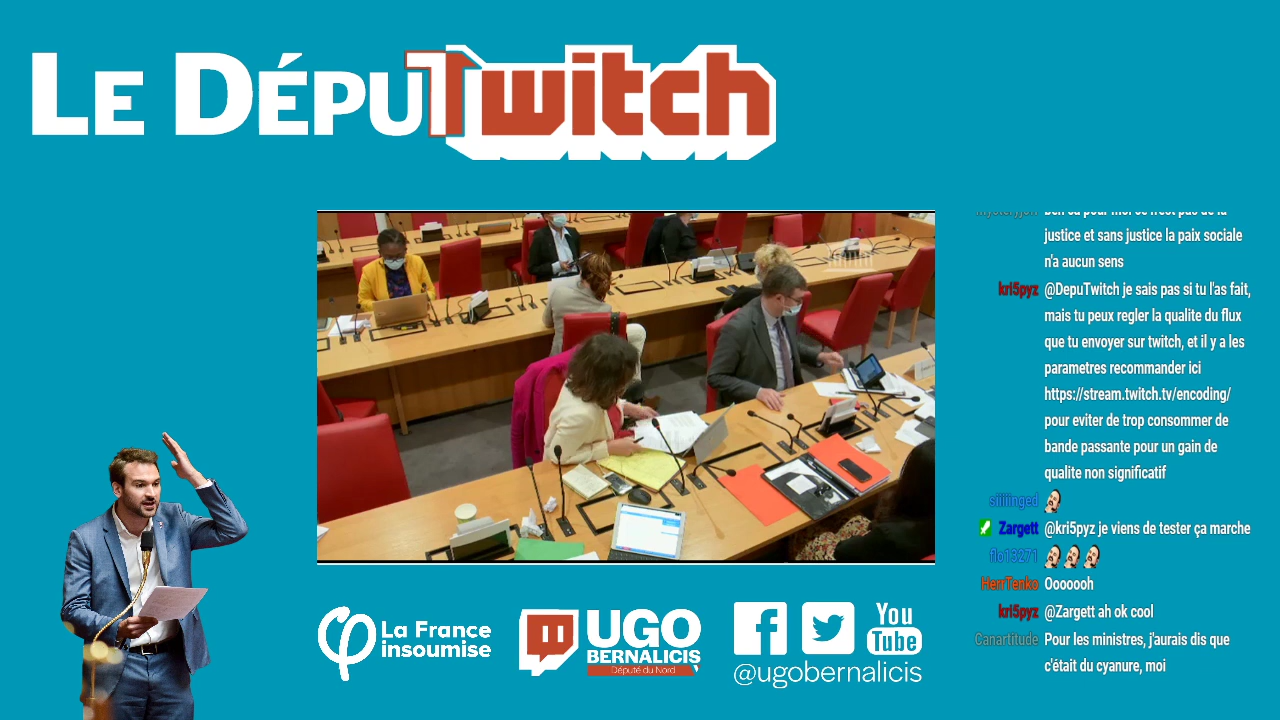 LE DÉPUTwitch
justice et sans justice la paix sociale
n'a aucun sens
kri5pyz @DepuTwitch je sais pas si tu l'as fait,
mais tu peux regler la qualite du flux
que tu envoyer sur twitch, et il y a les
parametres recommander ici
https://stream.twitch.tv/encoding/
pour eviter de trop consommer de
bande passante pour un gain de
qualite non significatif
siiiiinged
Zargett @kri5pyz je viens de tester ça marche
flo13271
HerrTenko Ooooooh
kri5pyz @Zargett ah ok cool
Canartitude Pour les ministres, j'aurais dis que
c'était du cyanure, moi
La France
insoumise
UGO
BERNALICIS
Député du Nord
You
Tube
@ugobernalicis